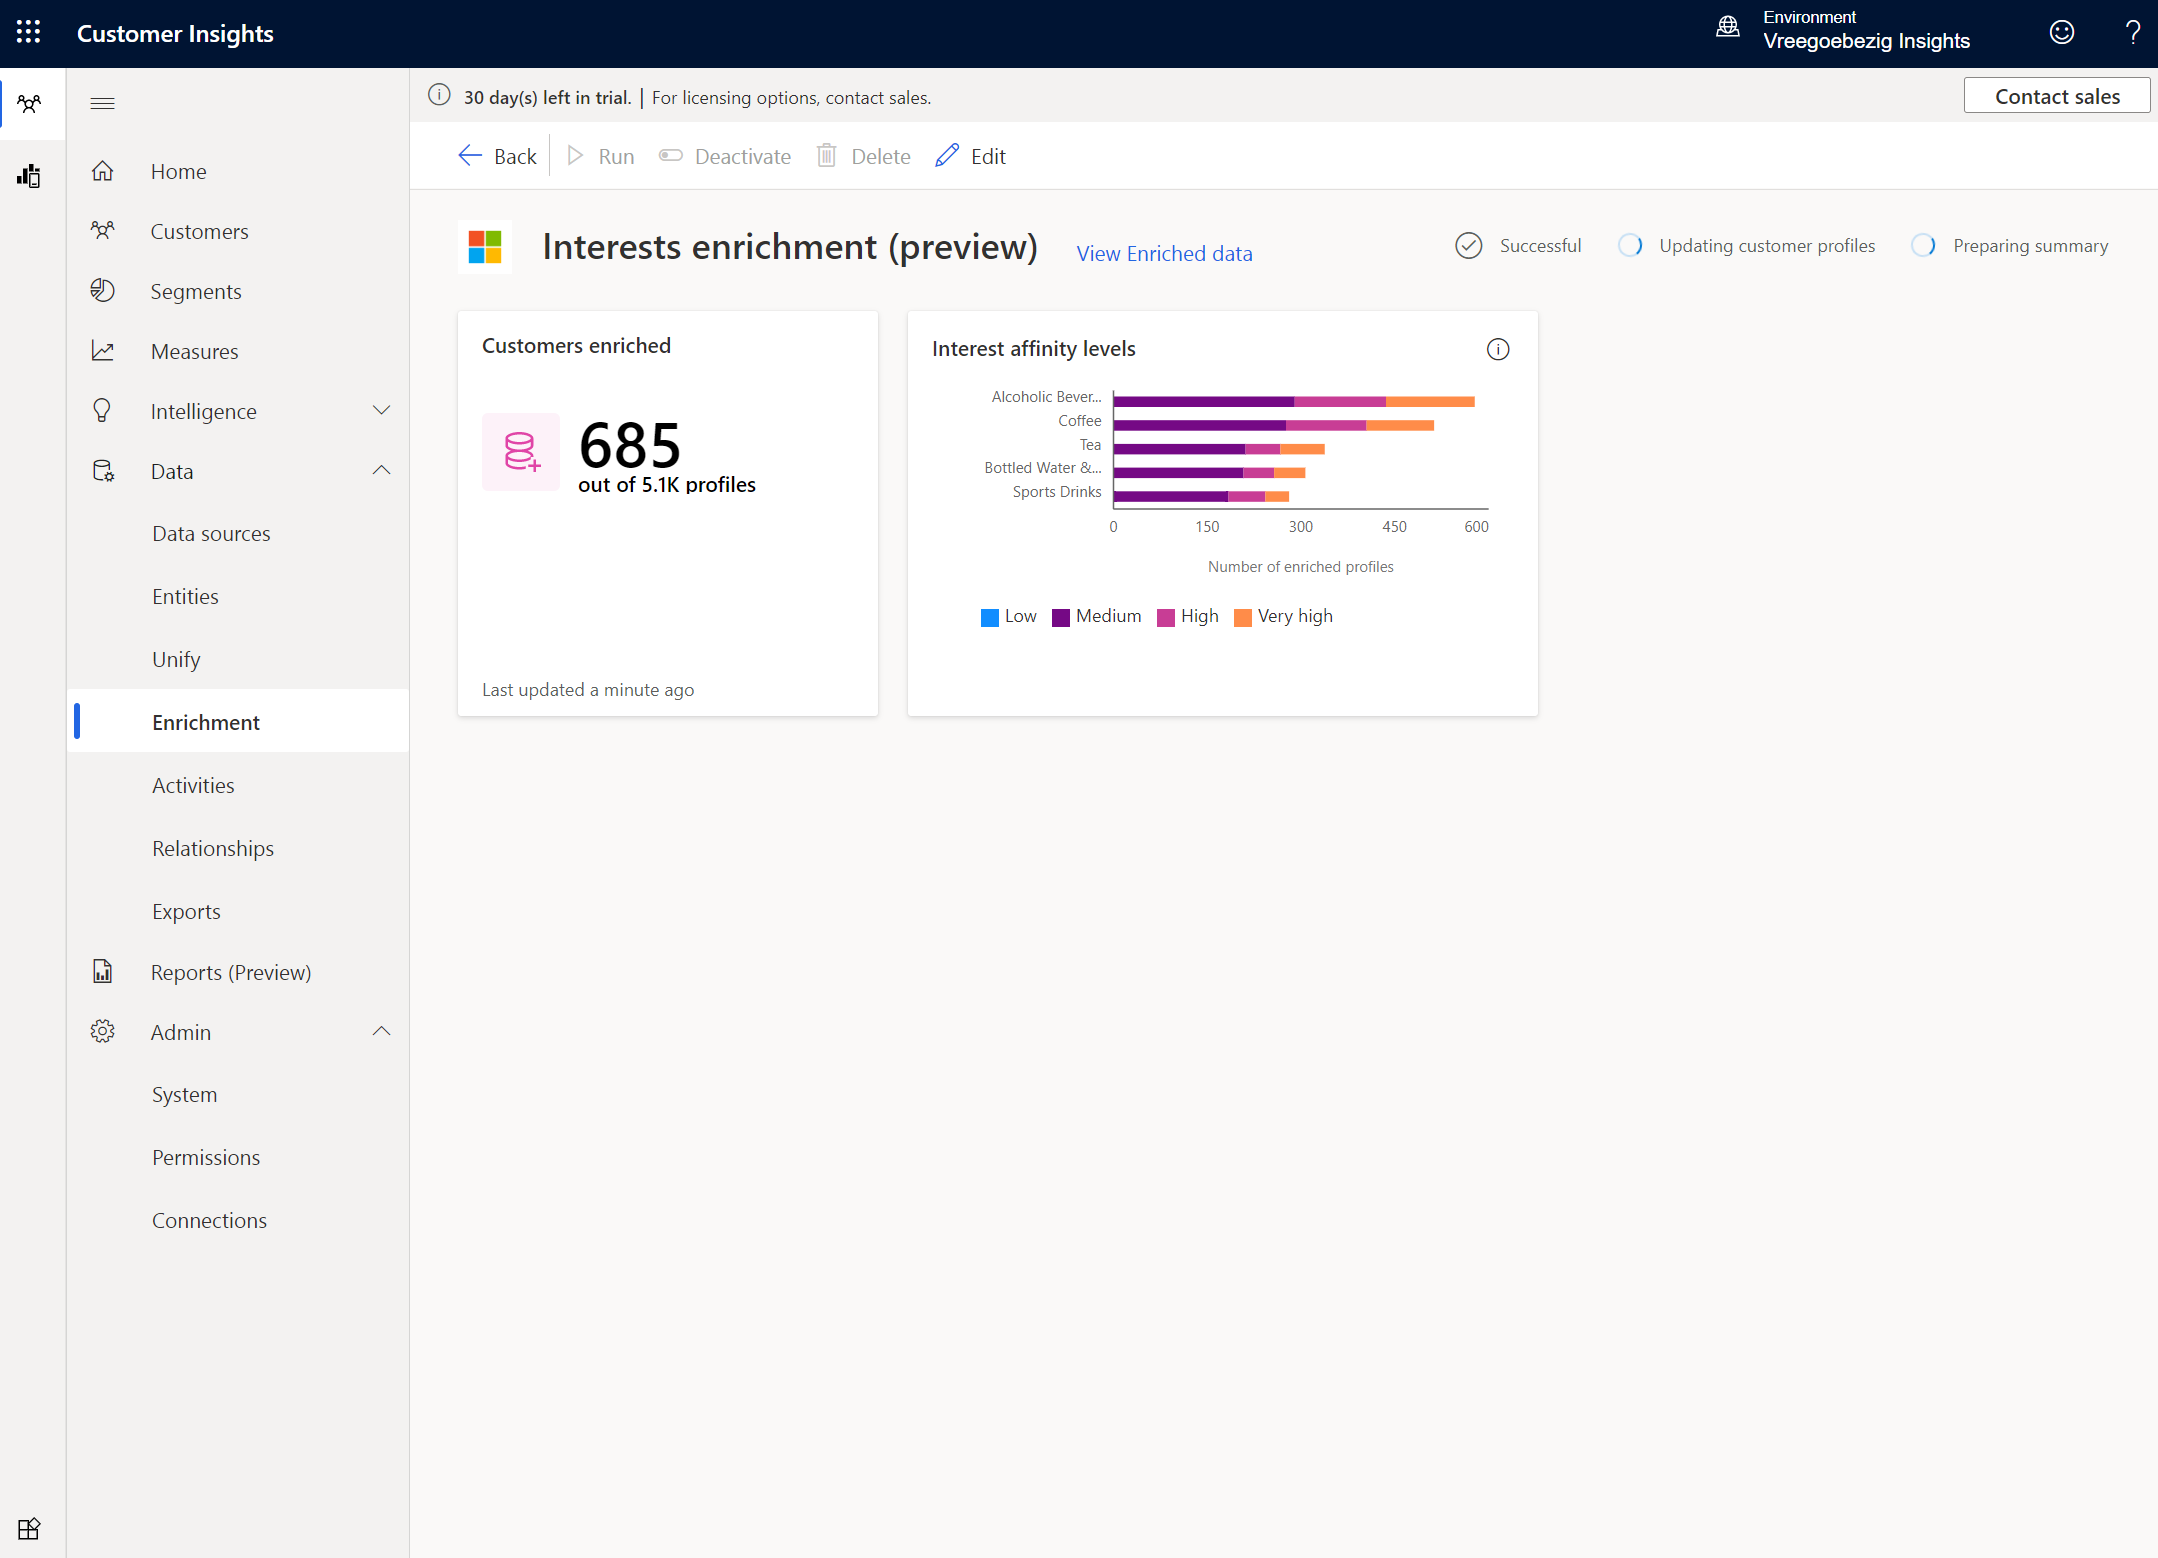 Customer Insights
Environment
Vreegoebezig Insights
?
30 day(s) left in trial. | For licensing options, contact sales.
Contact sales
Back
Run
Deactivate
Delete
Edit
Home
Customers
Segments
Measures
Intelligence
Data
Data sources
Entities
Unify
Enrichment
Activities
Relationships
Exports
Reports (Preview)
Admin
System
Permissions
Connections
Interests enrichment (preview)
View Enriched data
Successful
Updating customer profiles
Preparing summary
Customers enriched
685
out of 5.1K profiles
Last updated a minute ago
Interest affinity levels
Alcoholic Bever...
Coffee
Tea
Bottled Water &...
Sports Drinks
0 150 300 450 600
Number of enriched profiles
Low Medium High Very high